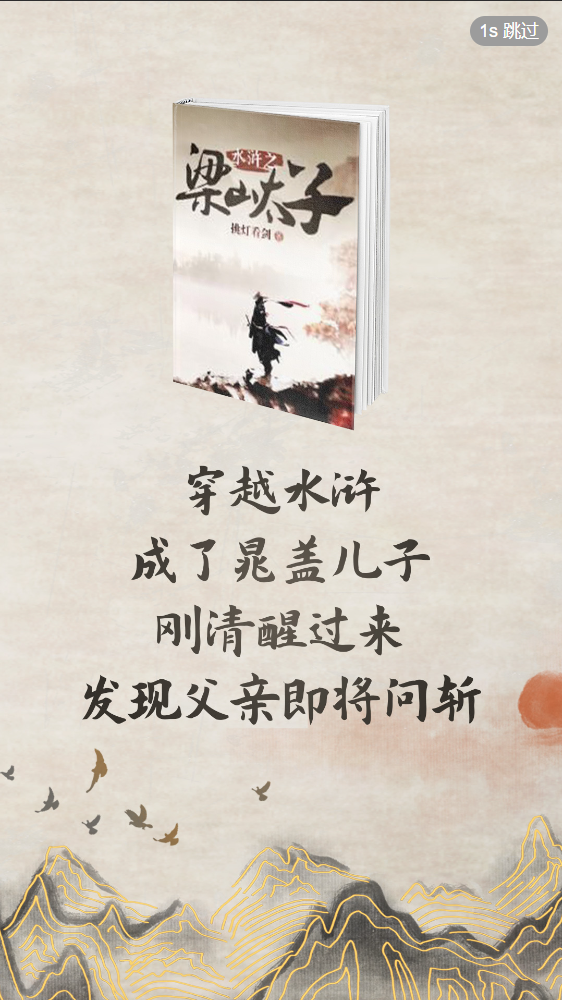 1s 跳过
水浒之
梁山太子
挑灯看剑 著
穿越水浒
成了晁盖儿子
刚清醒过来
发现父亲即将问斩